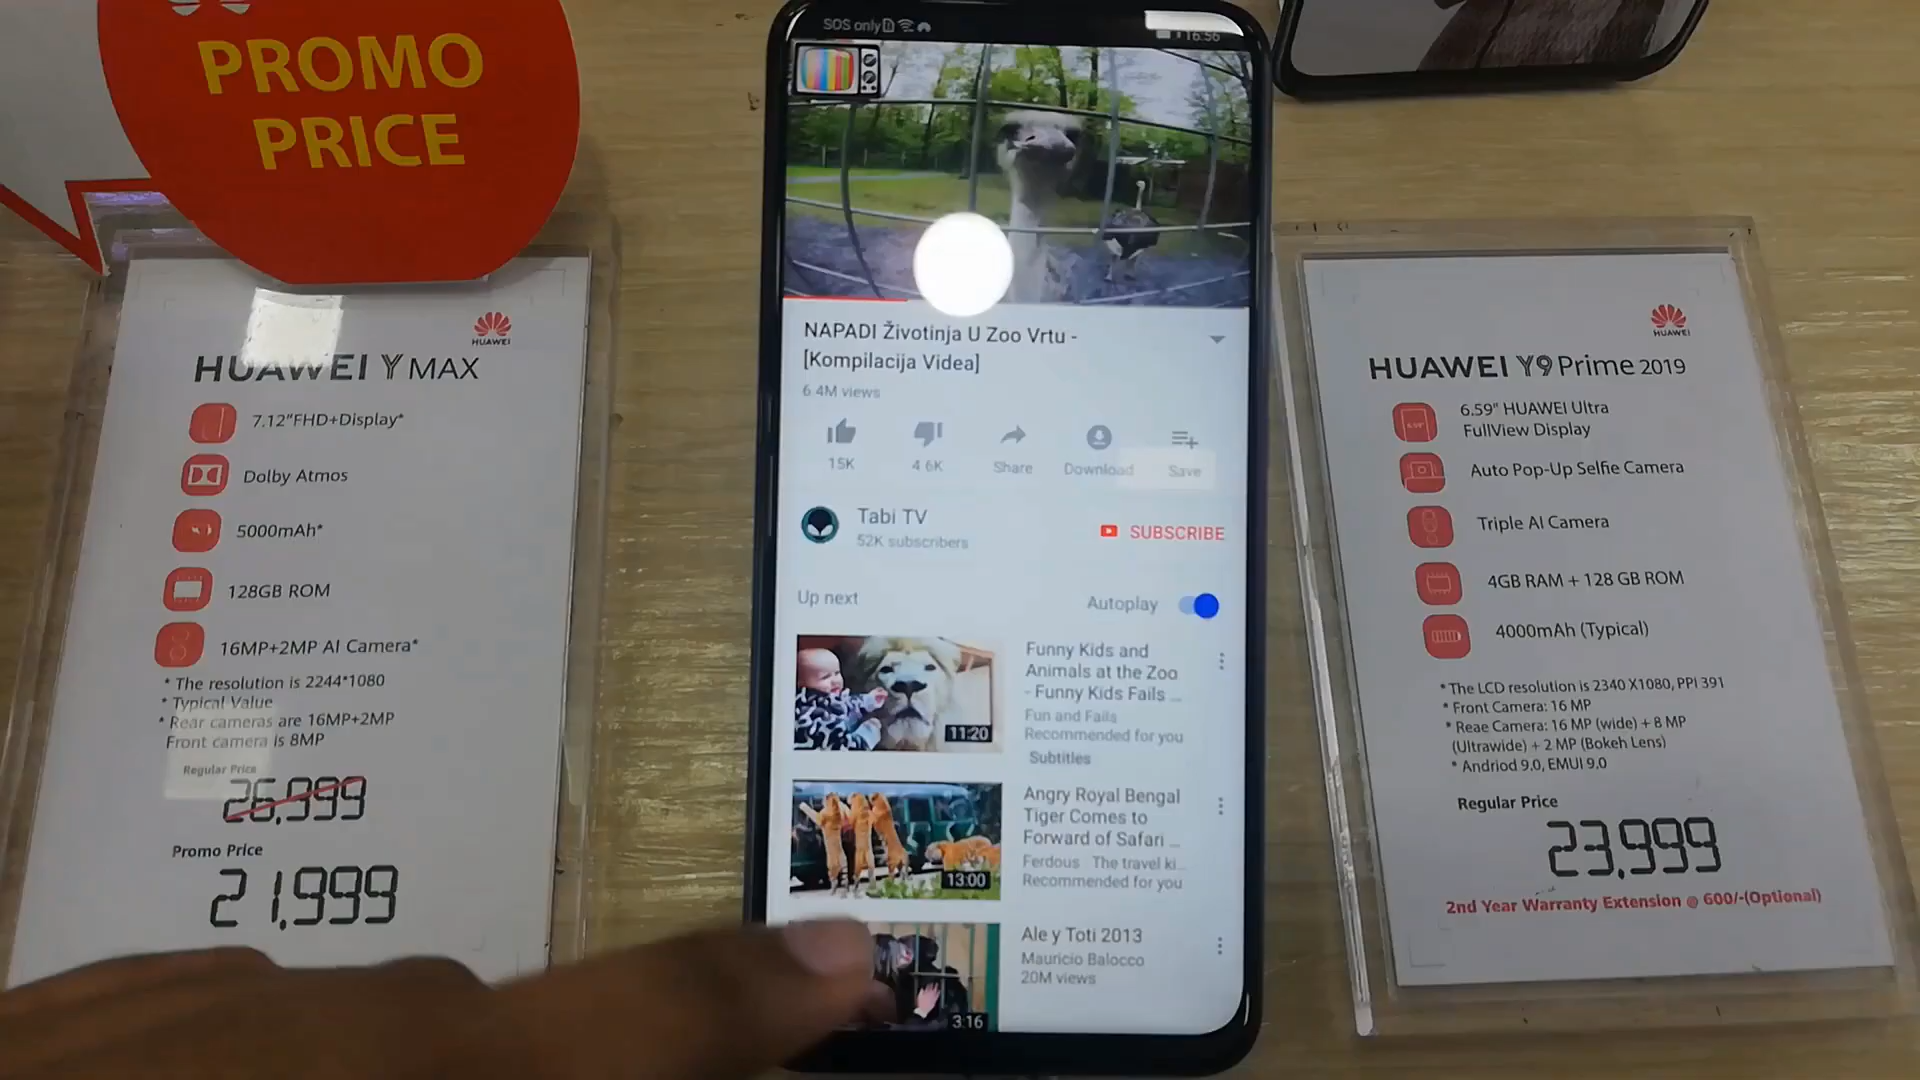 PROMO
PRICE
HUAWEI
HUAWEI Y MAX
7.12"FHD+Display*
Dolby Atmos
5000mAh*
128GB ROM
16MP+2MP AI Camera*
* The resolution is 2244*1080
* Typical Value
* Rear cameras are 16MP+2MP
Front camera is 8MP
Regular Price
26,999
Promo Price
21,999
SOS only
16:56
NAPADI Životinja U Zoo Vrtu -
[Kompilacija Videa]
6.4M views
15K
4.6K
Share
Download
Save
Tabi TV
52K subscribers
SUBSCRIBE
Up next
Autoplay
Funny Kids and
Animals at the Zoo
- Funny Kids Fails ...
Fun and Fails
Recommended for you
Subtitles
11:20
Angry Royal Bengal
Tiger Comes to
Forward of Safari ...
Ferdous The travel ki...
Recommended for you
13:00
Ale y Toti 2013
Mauricio Balocco
20M views
3:16
HUAWEI
HUAWEI Y9 Prime 2019
6.59" HUAWEI Ultra
FullView Display
Auto Pop-Up Selfie Camera
Triple AI Camera
4GB RAM + 128 GB ROM
4000mAh (Typical)
* The LCD resolution is 2340 X1080, PPI 391
* Front Camera: 16 MP
* Reae Camera: 16 MP (wide) + 8 MP
(Ultrawide) + 2 MP (Bokeh Lens)
* Andriod 9.0, EMUI 9.0
Regular Price
23,999
2nd Year Warranty Extension @ 600/-(Optional)